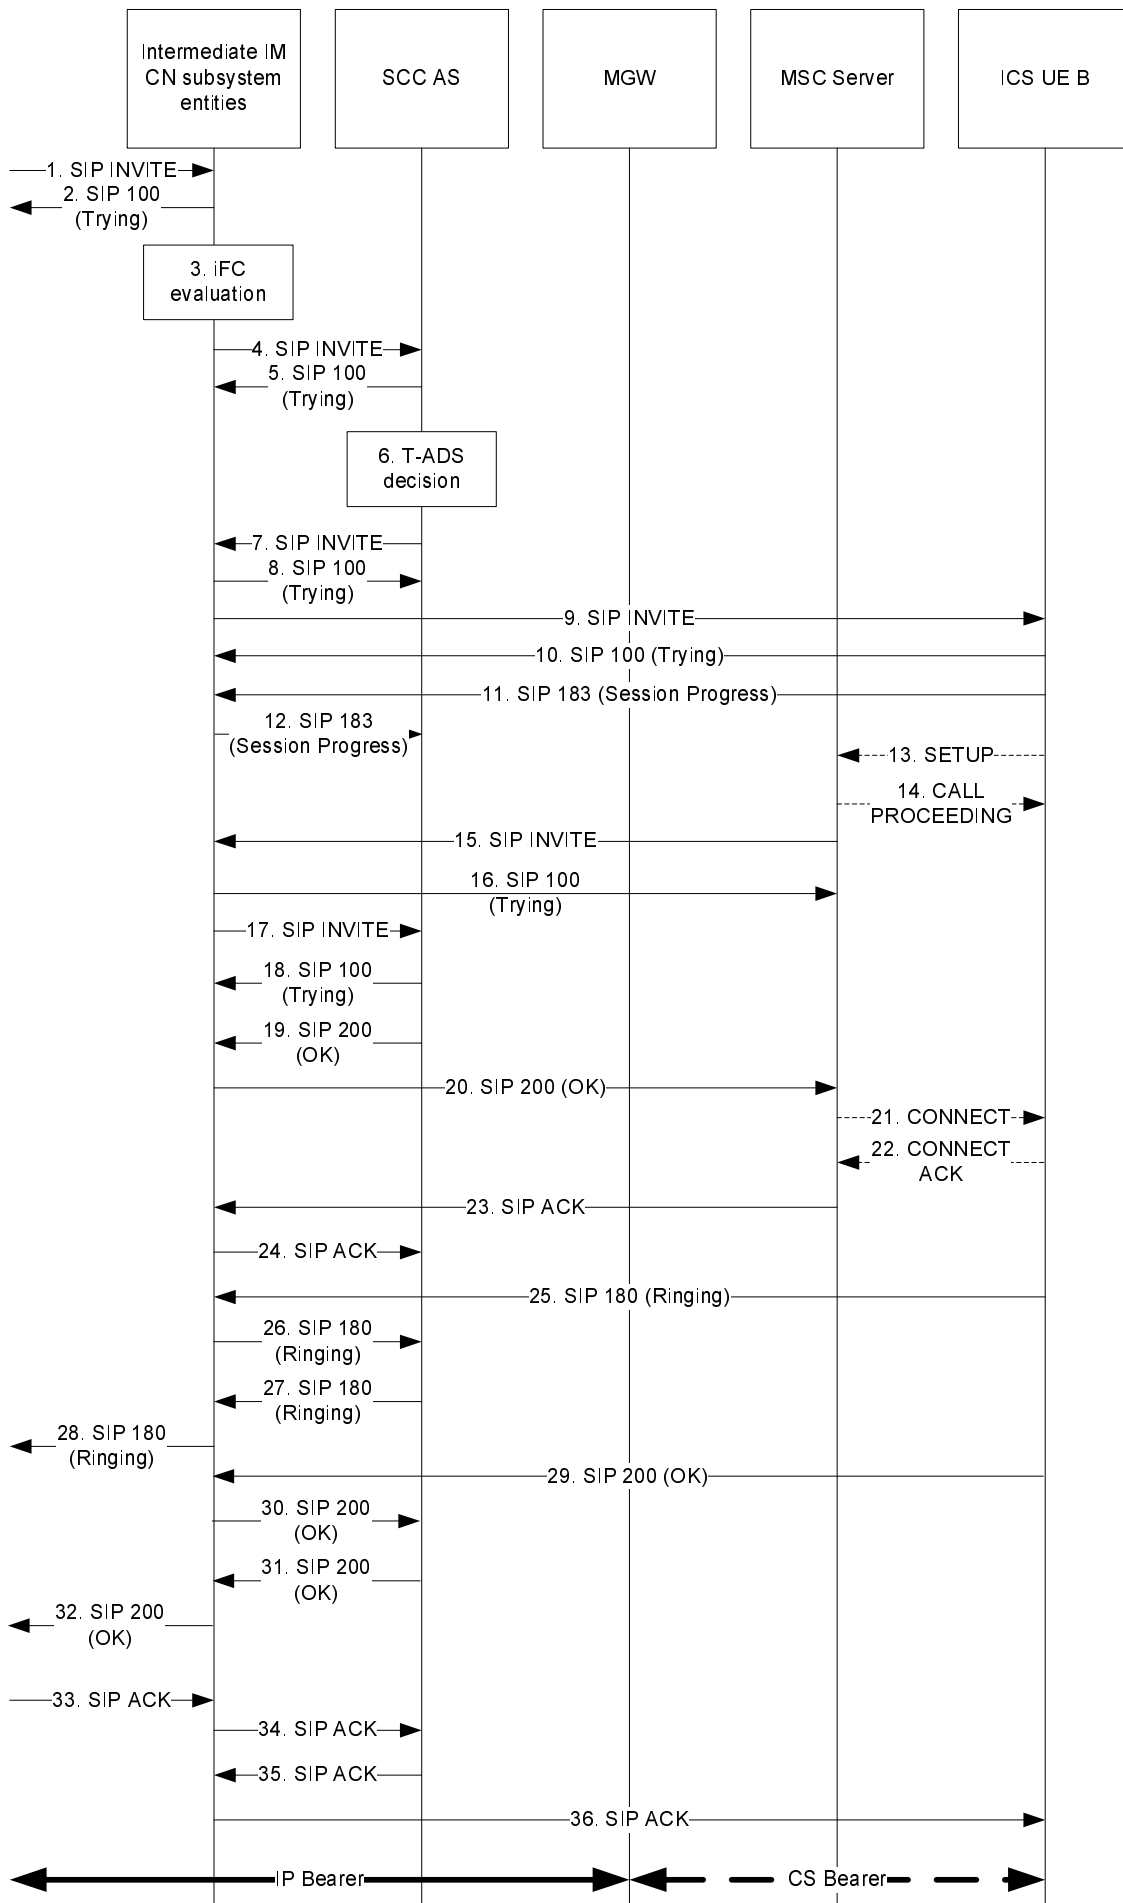 Intermediate IM
CN subsystem
entities
SCC AS
MGW
MSC Server
ICS UE B
1. SIP INVITE
2. SIP 100
(Trying)
3. iFC
evaluation
4. SIP INVITE
5. SIP 100
(Trying)
6. T-ADS
decision
7. SIP INVITE
8. SIP 100
(Trying)
9. SIP INVITE
10. SIP 100 (Trying)
11. SIP 183 (Session Progress)
12. SIP 183
(Session Progress)
13. SETUP
14. CALL
PROCEEDING
15. SIP INVITE
16. SIP 100
(Trying)
17. SIP INVITE
18. SIP 100
(Trying)
19. SIP 200
(OK)
20. SIP 200 (OK)
21. CONNECT
22. CONNECT
ACK
23. SIP ACK
24. SIP ACK
25. SIP 180 (Ringing)
26. SIP 180
(Ringing)
27. SIP 180
(Ringing)
28. SIP 180
(Ringing)
29. SIP 200 (OK)
30. SIP 200
(OK)
31. SIP 200
(OK)
32. SIP 200
(OK)
33. SIP ACK
34. SIP ACK
35. SIP ACK
36. SIP ACK
IP Bearer
CS Bearer